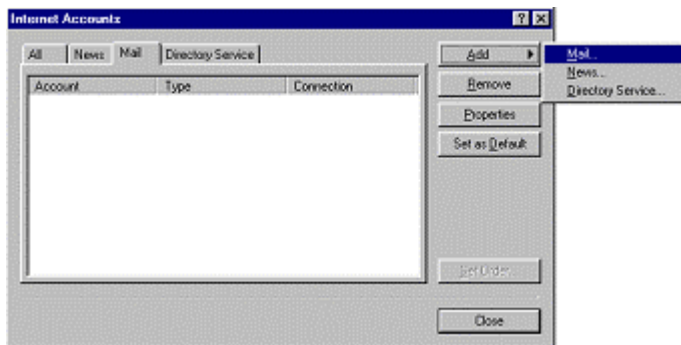 Internet Accounts
All News Mail Directory Service
Account Type Connection
Add
Remove
Properties
Set as Default
Set Order...
Close
Mail...
News...
Directory Service...